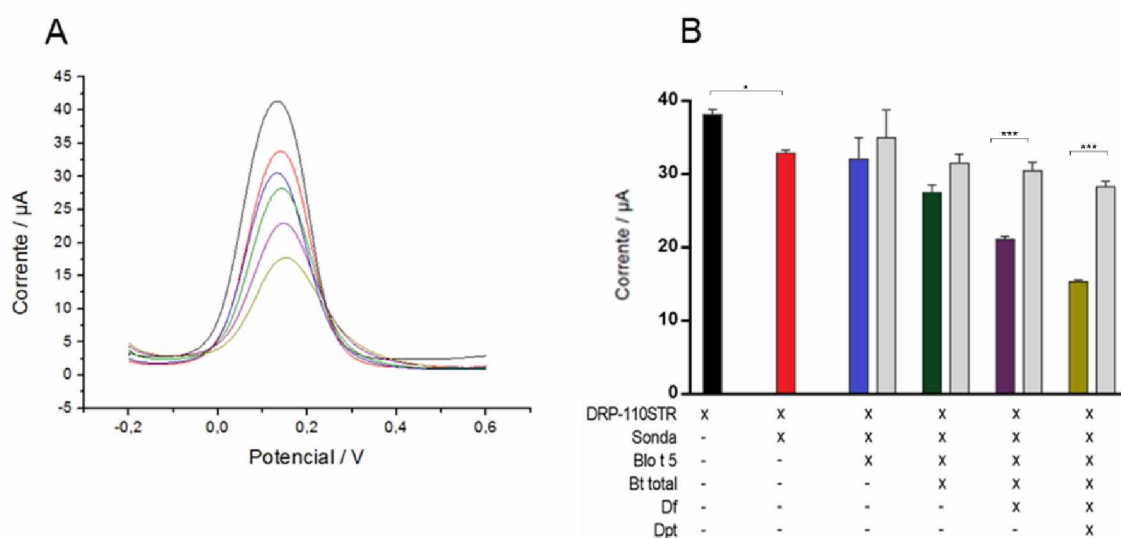 A
45
40
35
30
25
20
15
10
5
0
-5
Corrente / µA
-0,2 0,0 0,2 0,4 0,6
Potencial / V
B
* *** ***
40
30
20
10
0
Corrente / µA
DRP-110STR x x x x x x
Sonda - x x x x x
Blo t 5 - - x x x x
Bt total - - - x x x
Df - - - - x x
Dpt - - - - - x